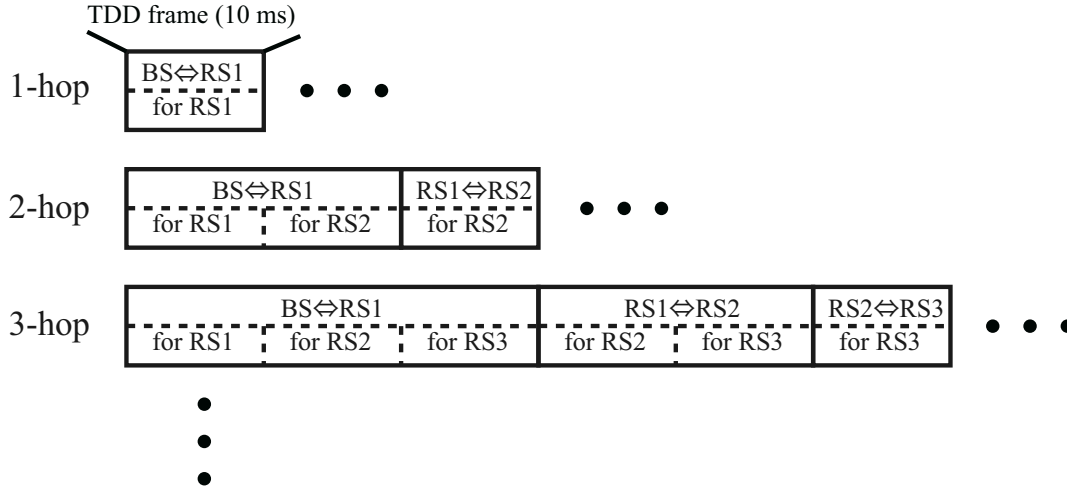 TDD frame (10 ms)
1-hop
BS⇔RS1
for RS1
2-hop
BS⇔RS1
RS1⇔RS2
for RS1
for RS2
for RS2
3-hop
BS⇔RS1
RS1⇔RS2
RS2⇔RS3
for RS1
for RS2
for RS3
for RS2
for RS3
for RS3